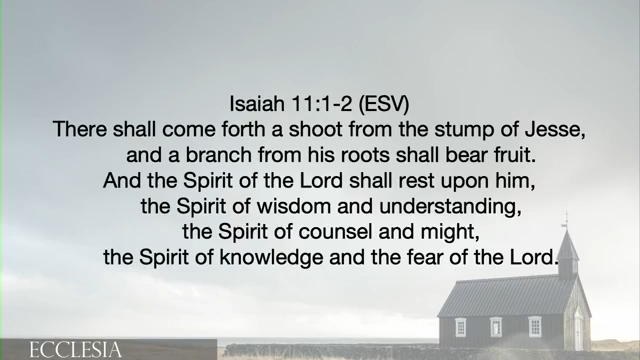 Isaiah 11:1-2 (ESV)
There shall come forth a shoot from the stump of Jesse,
and a branch from his roots shall bear fruit.
And the Spirit of the Lord shall rest upon him,
the Spirit of wisdom and understanding,
the Spirit of counsel and might,
the Spirit of knowledge and the fear of the Lord.
ECCLESIA